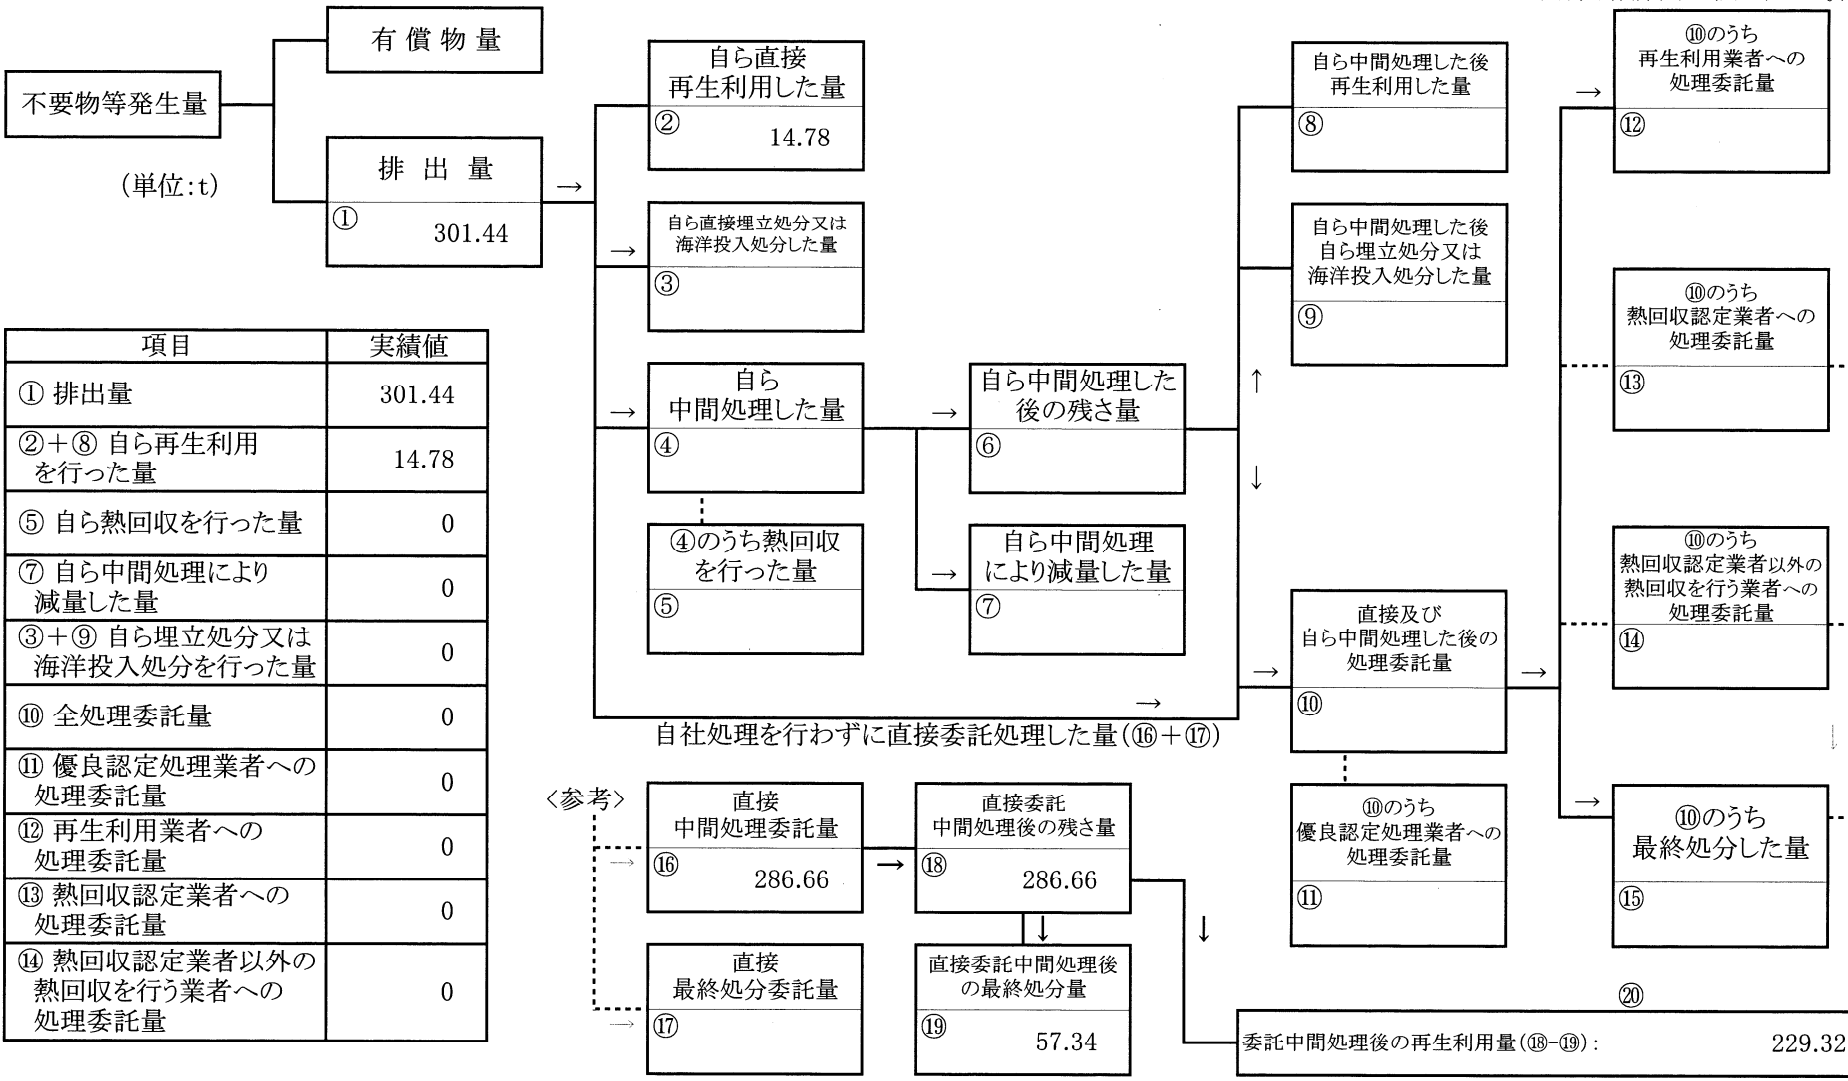 有償物量
不要物等発生量
(単位:t)
排出量
①
301.44
自ら直接
再生利用した量
②
14.78
自ら直接埋立処分又は
海洋投入処分した量
③
自ら
中間処理した量
④
④のうち熱回収
を行った量
⑤
自ら中間処理した
後の残さ量
⑥
自ら中間処理
により減量した量
⑦
自ら中間処理した後
再生利用した量
⑧
自ら中間処理した後
自ら埋立処分又は
海洋投入処分した量
⑨
直接及び
自ら中間処理した後の
処理委託量
⑩
⑩のうち
優良認定処理業者への
処理委託量
⑪
⑩のうち
再生利用業者への
処理委託量
⑫
⑩のうち
熱回収認定業者への
処理委託量
⑬
⑩のうち
熱回収認定業者以外の
熱回収を行う業者への
処理委託量
⑭
⑩のうち
最終処分した量
⑮
自社処理を行わずに直接委託処理した量(⑯+⑰)
<参考>
直接
中間処理委託量
⑯
286.66
直接
最終処分委託量
⑰
直接委託
中間処理後の残さ量
⑱
286.66
直接委託中間処理後
の最終処分量
⑲
57.34
⑳
委託中間処理後の再生利用量(⑱-⑲): 229.32
項目 実績値
① 排出量 301.44
②+⑧ 自ら再生利用
を行った量 14.78
⑤ 自ら熱回収を行った量 0
⑦ 自ら中間処理により
減量した量 0
③+⑨ 自ら埋立処分又は
海洋投入処分を行った量 0
⑩ 全処理委託量 0
⑪ 優良認定処理業者への
処理委託量 0
⑫ 再生利用業者への
処理委託量 0
⑬ 熱回収認定業者への
処理委託量 0
⑭ 熱回収認定業者以外の
熱回収を行う業者への
処理委託量 0